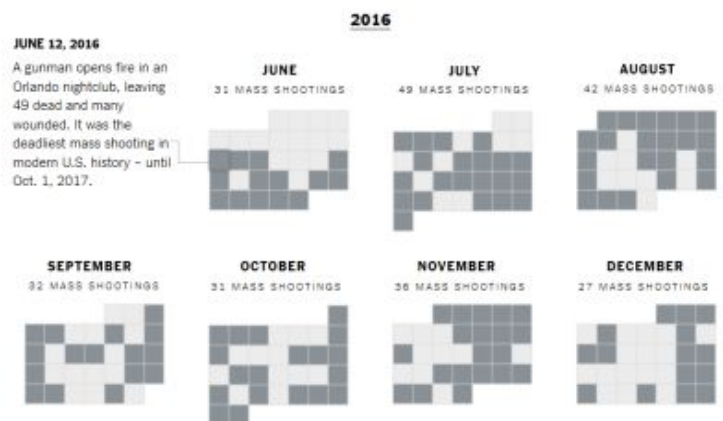 2016
JUNE 12, 2016
A gunman opens fire in an
Orlando nightclub, leaving
49 dead and many
wounded. It was the
deadliest mass shooting in
modern U.S. history – until
Oct. 1, 2017.
JUNE
31 MASS SHOOTINGS
JULY
49 MASS SHOOTINGS
AUGUST
42 MASS SHOOTINGS
SEPTEMBER
32 MASS SHOOTINGS
OCTOBER
31 MASS SHOOTINGS
NOVEMBER
36 MASS SHOOTINGS
DECEMBER
27 MASS SHOOTINGS